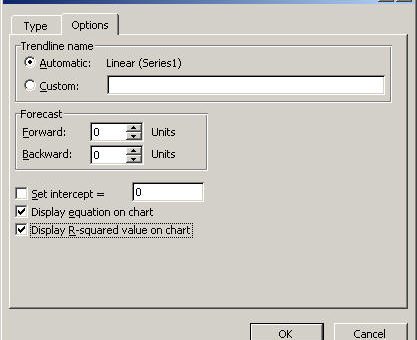 Type Options
Trendline name
Automatic: Linear (Series1)
Custom:
Forecast
Forward: 0 Units
Backward: 0 Units
Set intercept = 0
Display equation on chart
Display R-squared value on chart
OK Cancel